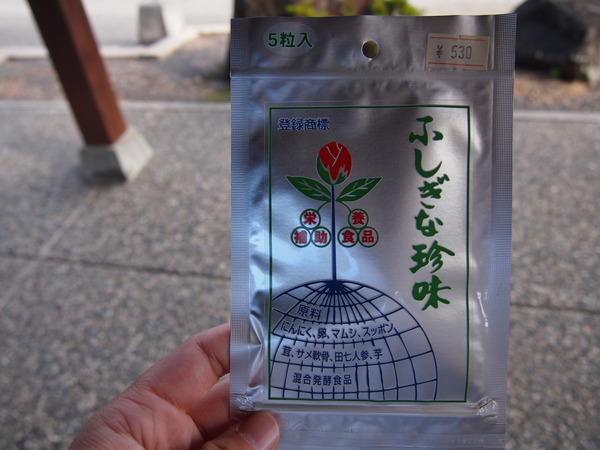 5粒入
¥ 530
登録商標
ふしぎな珍味
栄養
補助食品
原料
にんにく、卵、マムシ、スッポン
茸、サメ軟骨、田七人参、芋
混合発酵食品